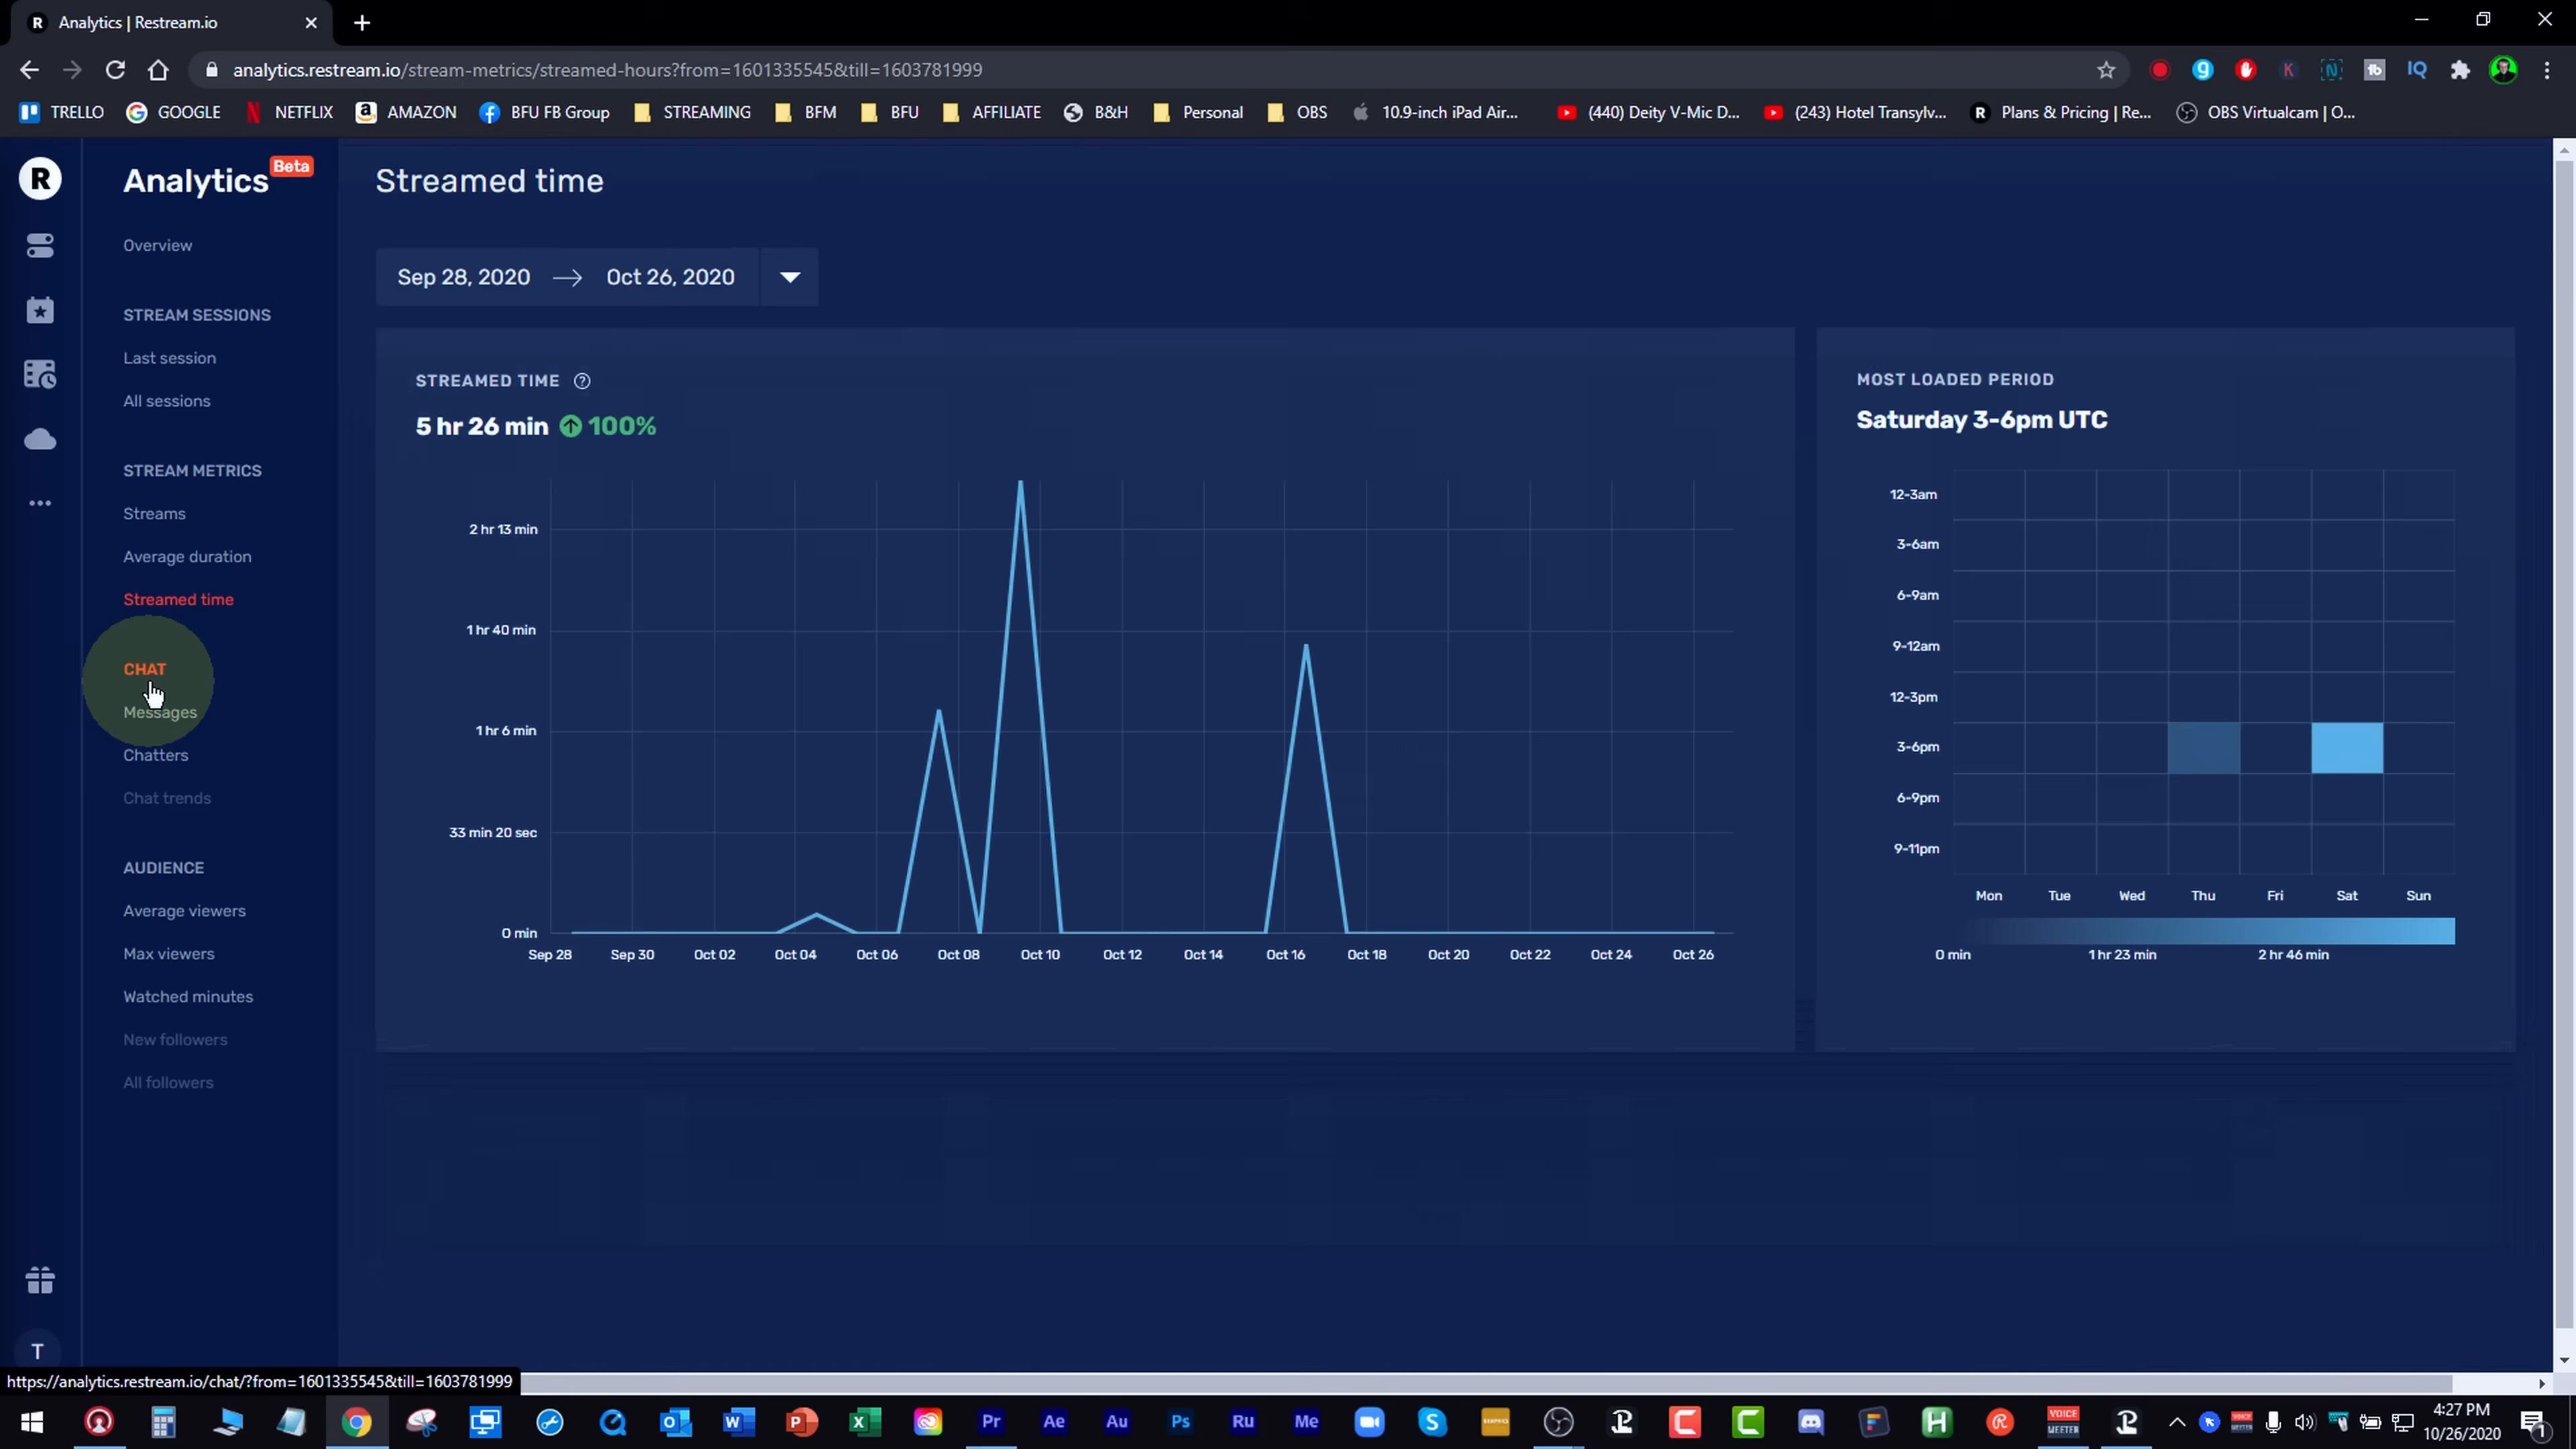 Analytics | Restream.io
analytics.restream.io/stream-metrics/streamed-hours?from=1601335545&till=1603781999
TRELLO GOOGLE NETFLIX AMAZON BFU FB Group STREAMING BFM BFU AFFILIATE B&H Personal OBS 10.9-inch iPad Air... (440) Deity V-Mic D... (243) Hotel Transylv... Plans & Pricing | Re... OBS Virtualcam | O...
R
Analytics Beta
Overview
STREAM SESSIONS
Last session
All sessions
STREAM METRICS
Streams
Average duration
Streamed time
CHAT
Messages
Chatters
Chat trends
AUDIENCE
Average viewers
Max viewers
Watched minutes
New followers
All followers
T
Streamed time
Sep 28, 2020 → Oct 26, 2020
STREAMED TIME ?
5 hr 26 min 100%
2 hr 13 min
1 hr 40 min
1 hr 6 min
33 min 20 sec
0 min
Sep 28 Sep 30 Oct 02 Oct 04 Oct 06 Oct 08 Oct 10 Oct 12 Oct 14 Oct 16 Oct 18 Oct 20 Oct 22 Oct 24 Oct 26
MOST LOADED PERIOD
Saturday 3-6pm UTC
12-3am
3-6am
6-9am
9-12am
12-3pm
3-6pm
6-9pm
9-11pm
Mon Tue Wed Thu Fri Sat Sun
0 min 1 hr 23 min 2 hr 46 min
https://analytics.restream.io/chat/?from=1601335545&till=1603781999
Pr Ae Au Ps Ru Me
VOICE MEETER
4:27 PM
10/26/2020
1